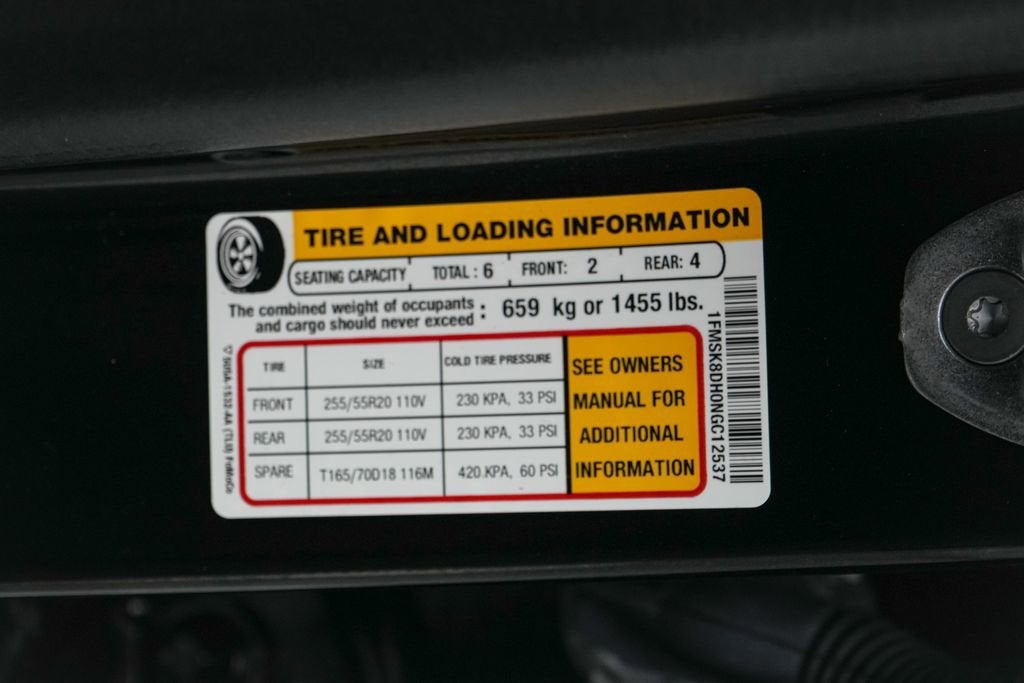 TIRE AND LOADING INFORMATION
SEATING CAPACITY TOTAL : 6 FRONT: 2 REAR: 4
The combined weight of occupants
and cargo should never exceed : 659 kg or 1455 lbs.
TIRE SIZE COLD TIRE PRESSURE
FRONT 255/55R20 110V 230 KPA, 33 PSI
REAR 255/55R20 110V 230 KPA, 33 PSI
SPARE T165/70D18 116M 420 KPA, 60 PSI
SEE OWNERS
MANUAL FOR
ADDITIONAL
INFORMATION
1FMSK8DH0NGC12537